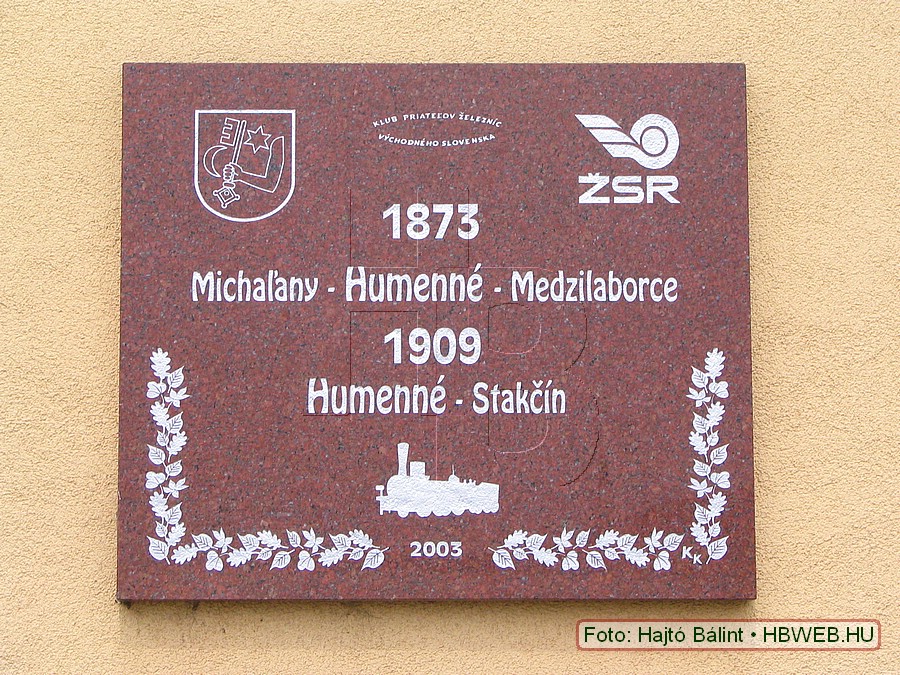 KLUB PRIATEĽOV ŽELEZNÍC
VÝCHODNÉHO SLOVENSKA
ŽSR
1873
Michaľany - Humenné - Medzilaborce
1909
Humenné - Stakčín
2003
KK
Foto: Hajtó Bálint • HBWEB.HU
HB